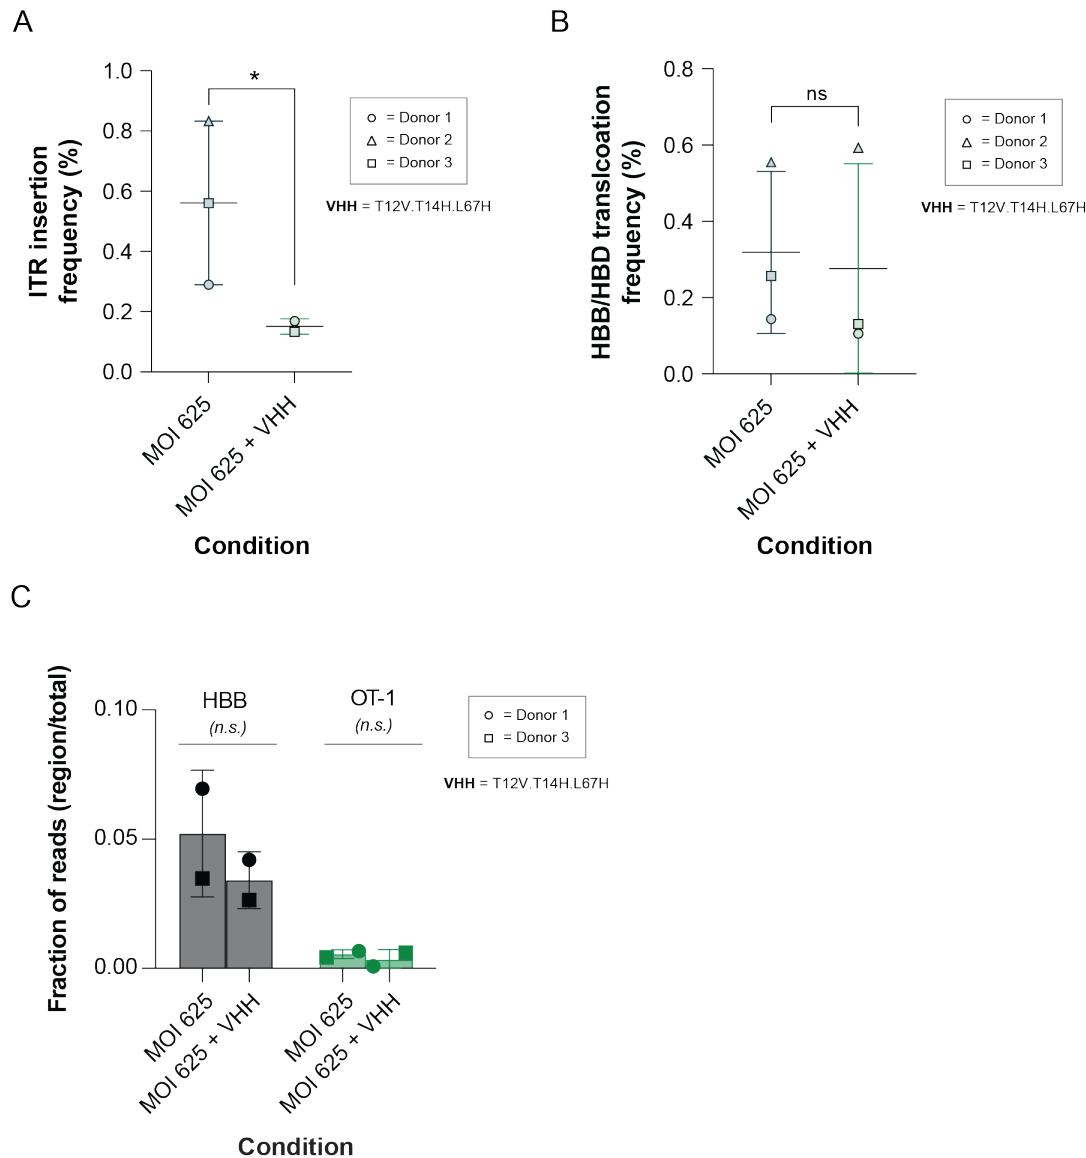 A
ITR insertion
frequency (%)
1.0
0.8
0.6
0.4
0.2
0.0
*
= Donor 1
= Donor 2
= Donor 3
VHH = T12V.T14H.L67H
MOI 625
MOI 625 + VHH
Condition
B
HBB/HBD translcoation
frequency (%)
0.8
0.6
0.4
0.2
0.0
ns
= Donor 1
= Donor 2
= Donor 3
VHH = T12V.T14H.L67H
MOI 625
MOI 625 + VHH
Condition
C
Fraction of reads (region/total)
0.10
0.05
0.00
HBB
(n.s.)
OT-1
(n.s.)
= Donor 1
= Donor 3
VHH = T12V.T14H.L67H
MOI 625
MOI 625 + VHH
MOI 625
MOI 625 + VHH
Condition